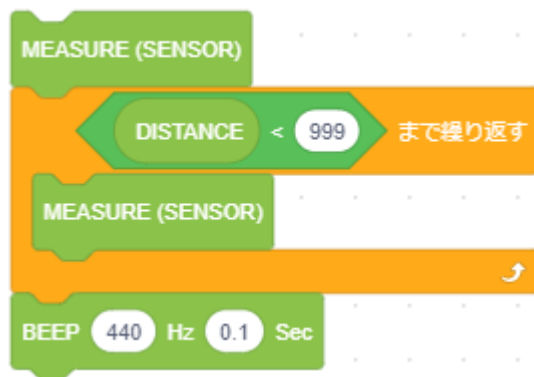 MEASURE (SENSOR)
DISTANCE < 999 まで繰り返す
MEASURE (SENSOR)
BEEP 440 Hz 0.1 Sec